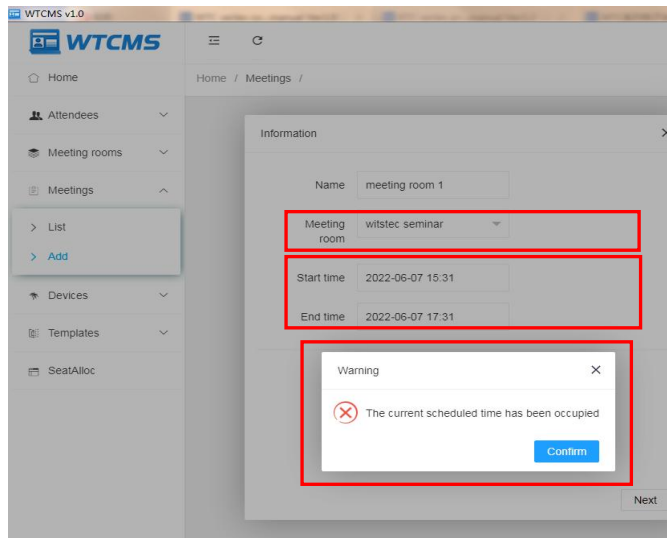 WTCMS v1.0
WTCMS
Home
Home / Meetings /
Attendees
Information
Meeting rooms
Name meeting room 1
Meetings
Meeting room witstec seminar
List
Add
Start time 2022-06-07 15:31
Devices
End time 2022-06-07 17:31
Templates
SeatAlloc
Warning
The current scheduled time has been occupied
Confirm
Next